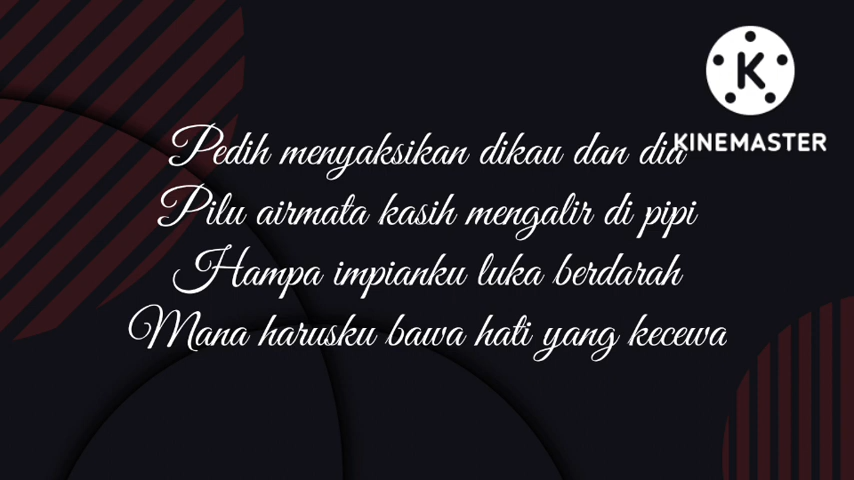 Pedih menyaksikan dikau dan dia
KINEMASTER
Pilu airmata kasih mengalir di pipi
Hampa impianku luka berdarah
Mana harusku bawa hati yang kecewa